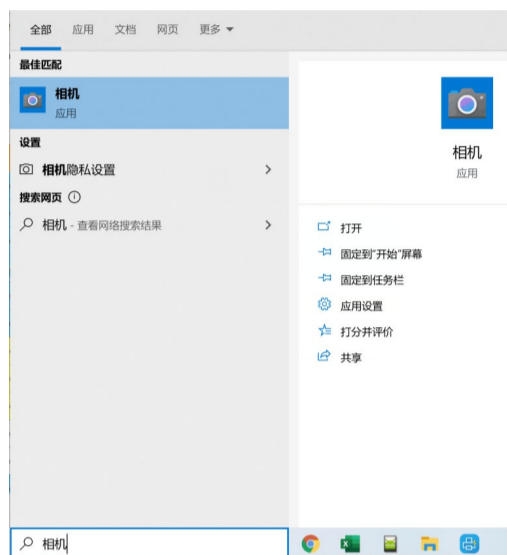 全部 应用 文档 网页 更多
最佳匹配
相机
应用
设置
相机隐私设置
搜索网页
相机 - 查看网络搜索结果
相机
应用
打开
固定到"开始"屏幕
固定到任务栏
应用设置
打分并评价
共享
相机